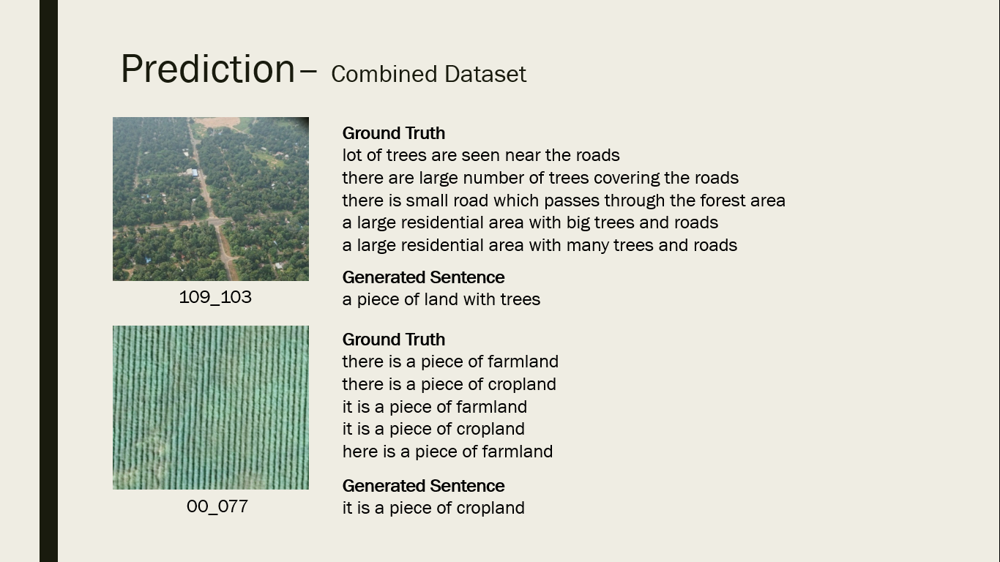 Prediction – Combined Dataset
Ground Truth
lot of trees are seen near the roads
there are large number of trees covering the roads
there is small road which passes through the forest area
a large residential area with big trees and roads
a large residential area with many trees and roads
Generated Sentence
a piece of land with trees
109_103
Ground Truth
there is a piece of farmland
there is a piece of cropland
it is a piece of farmland
it is a piece of cropland
here is a piece of farmland
Generated Sentence
it is a piece of cropland
00_077